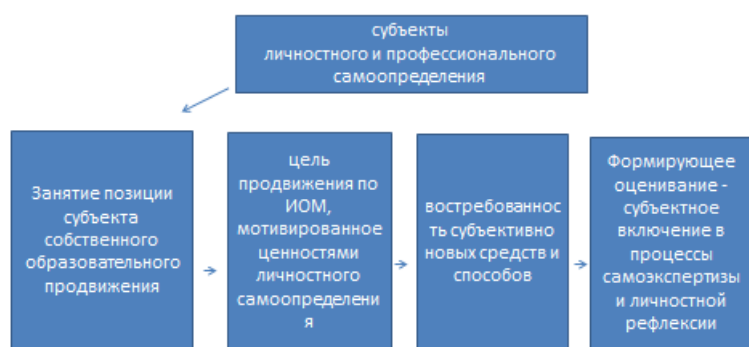 субъекты
личностного и профессионального
самоопределения
Занятие позиции
субъекта
собственного
образовательного
продвижения
цель
продвижения по
ИОМ,
мотивированное
ценностями
личностного
самоопределени
я
востребованнос
ть субъективно
новых средств и
способов
Формирующее
оценивание -
субъектное
включение в
процессы
самоэкспертизы
и личностной
рефлексии